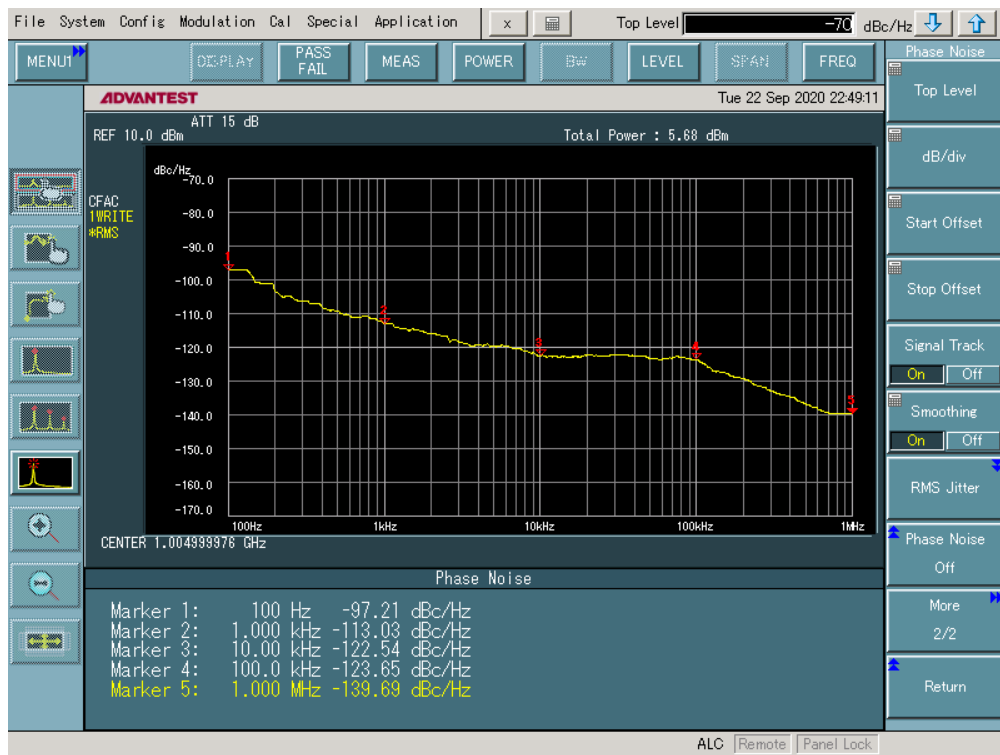 File System Config Modulation Cal Special Application x Top Level -70 dBc/Hz
MENU1 DISPLAY PASS FAIL MEAS POWER BW LEVEL SPAN FREQ Phase Noise
ADVANTEST Tue 22 Sep 2020 22:49:11
ATT 15 dB
REF 10.0 dBm Total Power : 5.68 dBm
dBc/Hz
-70.0
CFAC
1WRITE
*RMS
-80.0
-90.0
-100.0
-110.0
-120.0
-130.0
-140.0
-150.0
-160.0
-170.0
1
2
3
4
5
100Hz 1kHz 10kHz 100kHz 1MHz
CENTER 1.004999976 GHz
Phase Noise
Marker 1: 100 Hz -97.21 dBc/Hz
Marker 2: 1.000 kHz -113.03 dBc/Hz
Marker 3: 10.00 kHz -122.54 dBc/Hz
Marker 4: 100.0 kHz -123.65 dBc/Hz
Marker 5: 1.000 MHz -139.69 dBc/Hz
Top Level
dB/div
Start Offset
Stop Offset
Signal Track
On Off
Smoothing
On Off
RMS Jitter
Phase Noise
Off
More
2/2
Return
ALC Remote Panel Lock